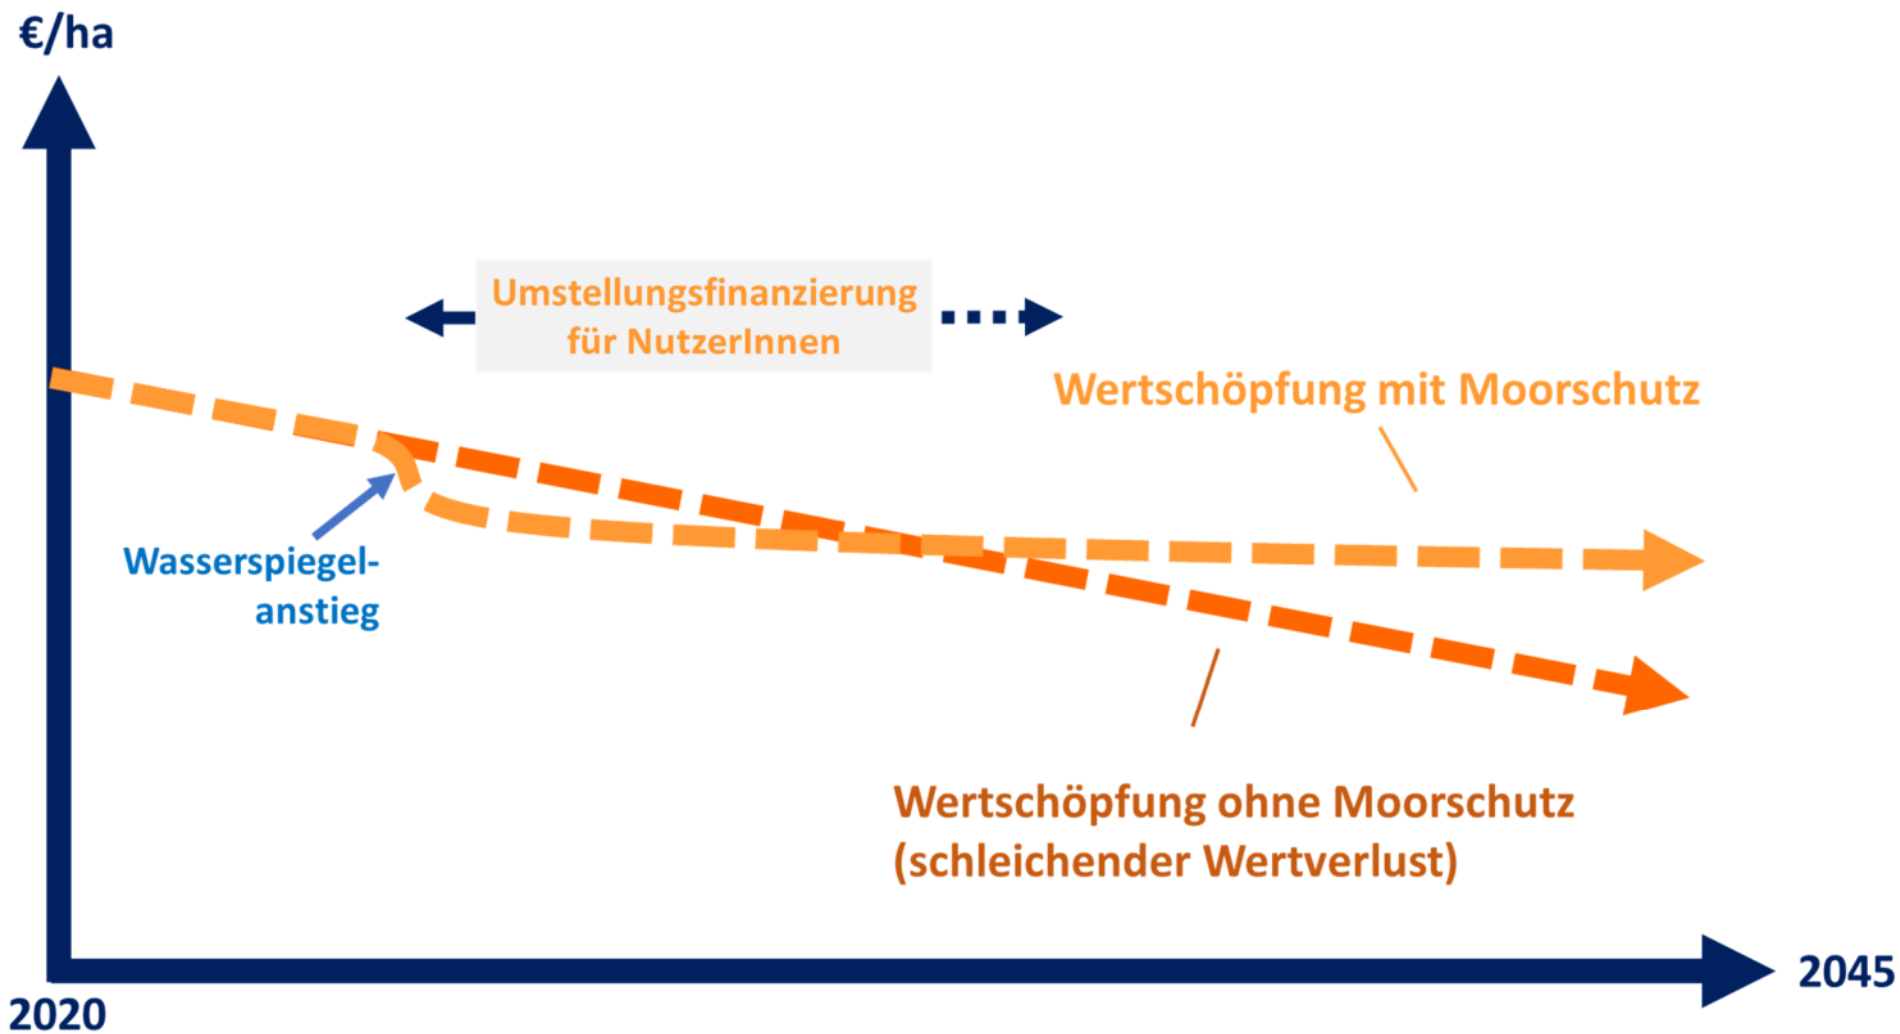 €/ha
Umstellungsfinanzierung
für NutzerInnen
Wertschöpfung mit Moorschutz
Wasserspiegel-
anstieg
Wertschöpfung ohne Moorschutz
(schleichender Wertverlust)
2045
2020